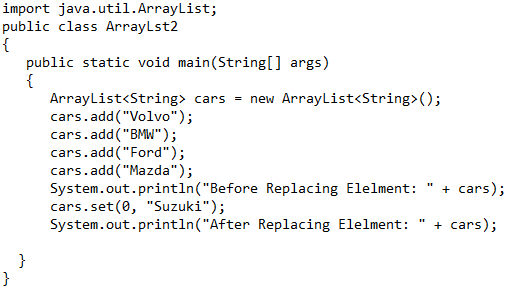 import java.util.ArrayList;
public class ArrayLst2
{
public static void main(String[] args)
{
ArrayList<String> cars = new ArrayList<String>();
cars.add("Volvo");
cars.add("BMW");
cars.add("Ford");
cars.add("Mazda");
System.out.println("Before Replacing Elelment: " + cars);
cars.set(0, "Suzuki");
System.out.println("After Replacing Elelment: " + cars);
}
}